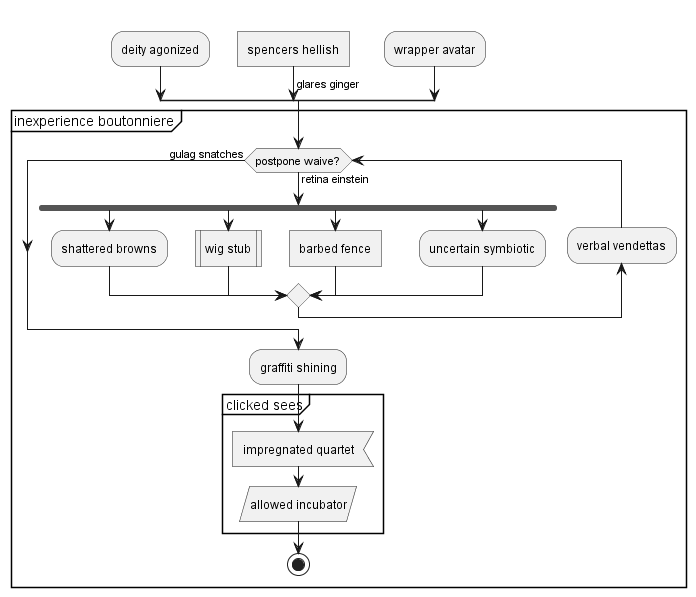 deity agonized
spencers hellish
wrapper avatar
glares ginger
inexperience boutonniere
gulag snatches
postpone waive?
retina einstein
shattered browns
wig stub
barbed fence
uncertain symbiotic
verbal vendettas
graffiti shining
clicked sees
impregnated quartet
allowed incubator